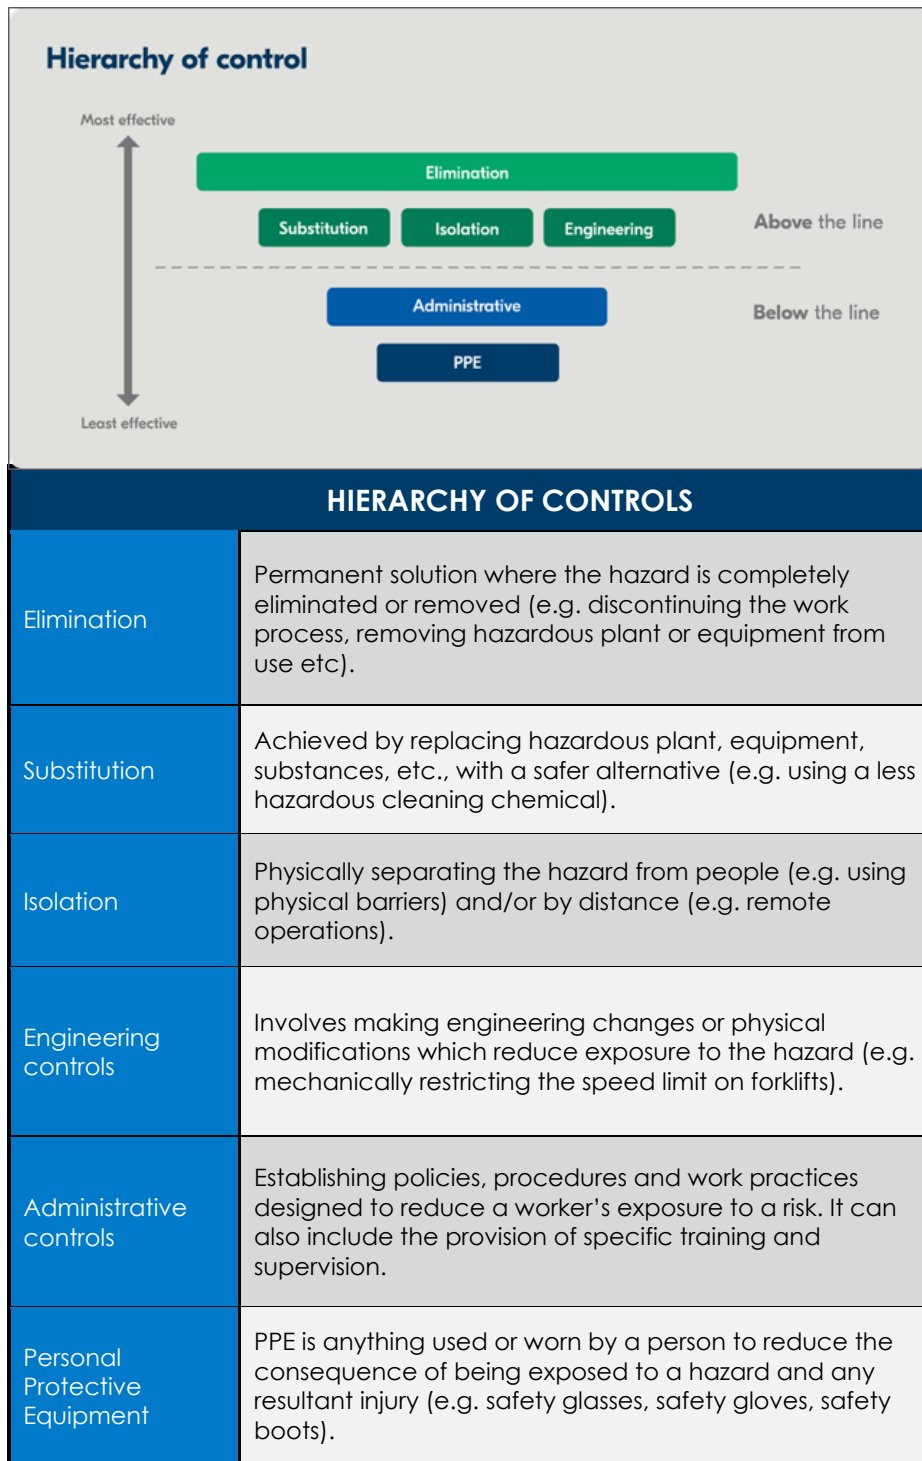 Hierarchy of control
Most effective
Elimination
Substitution
Isolation
Engineering
Above the line
Administrative
Below the line
PPE
Least effective
HIERARCHY OF CONTROLS
Elimination
Permanent solution where the hazard is completely
eliminated or removed (e.g. discontinuing the work
process, removing hazardous plant or equipment from
use etc).
Substitution
Achieved by replacing hazardous plant, equipment,
substances, etc., with a safer alternative (e.g. using a less
hazardous cleaning chemical).
Isolation
Physically separating the hazard from people (e.g. using
physical barriers) and/or by distance (e.g. remote
operations).
Engineering
controls
Involves making engineering changes or physical
modifications which reduce exposure to the hazard (e.g.
mechanically restricting the speed limit on forklifts).
Administrative
controls
Establishing policies, procedures and work practices
designed to reduce a worker’s exposure to a risk. It can
also include the provision of specific training and
supervision.
Personal
Protective
Equipment
PPE is anything used or worn by a person to reduce the
consequence of being exposed to a hazard and any
resultant injury (e.g. safety glasses, safety gloves, safety
boots).